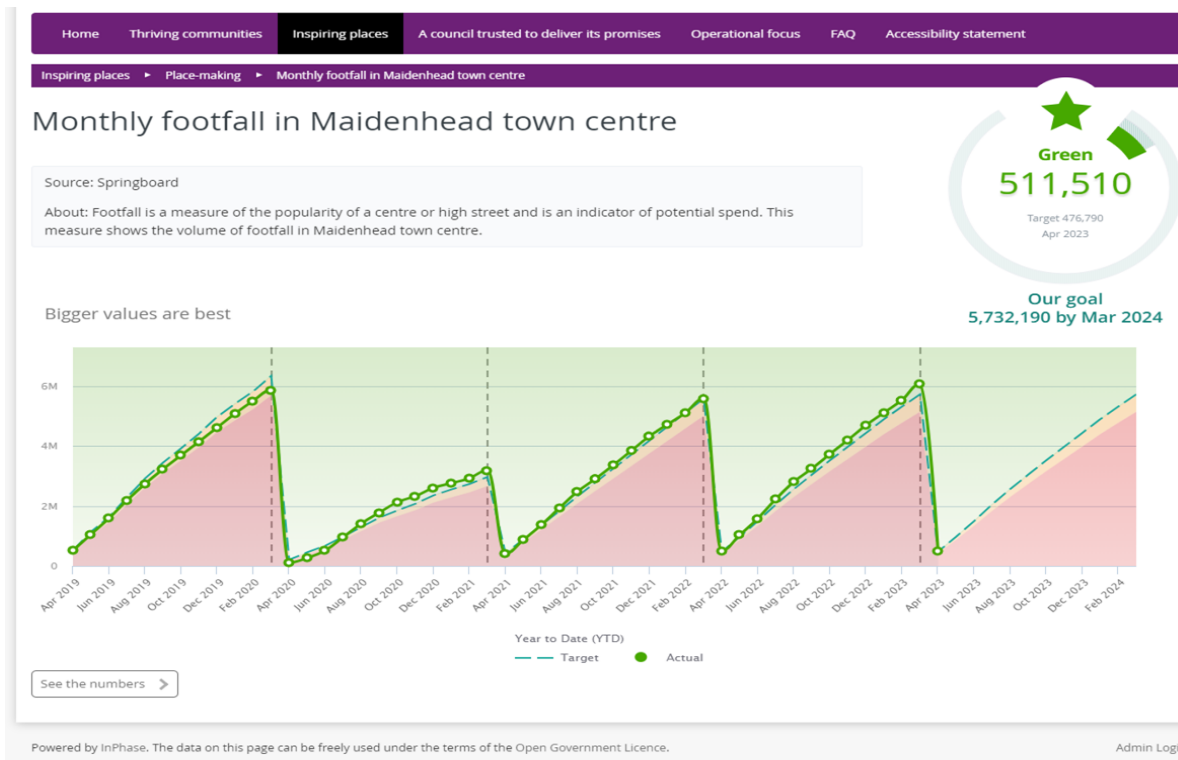 Home Thriving communities Inspiring places A council trusted to deliver its promises Operational focus FAQ Accessibility statement
Inspiring places ▸ Place-making ▸ Monthly footfall in Maidenhead town centre
Monthly footfall in Maidenhead town centre
Source: Springboard
About: Footfall is a measure of the popularity of a centre or high street and is an indicator of potential spend. This
measure shows the volume of footfall in Maidenhead town centre.
Green
511,510
Target 476,790
Apr 2023
Our goal
5,732,190 by Mar 2024
Bigger values are best
6M
4M
2M
0
Apr 2019 Jun 2019 Aug 2019 Oct 2019 Dec 2019 Feb 2020 Apr 2020 Jun 2020 Aug 2020 Oct 2020 Dec 2020 Feb 2021 Apr 2021 Jun 2021 Aug 2021 Oct 2021 Dec 2021 Feb 2022 Apr 2022 Jun 2022 Aug 2022 Oct 2022 Dec 2022 Feb 2023 Apr 2023 Jun 2023 Aug 2023 Oct 2023 Dec 2023 Feb 2024
Year to Date (YTD)
Target Actual
See the numbers
Powered by InPhase. The data on this page can be freely used under the terms of the Open Government Licence.
Admin Logi